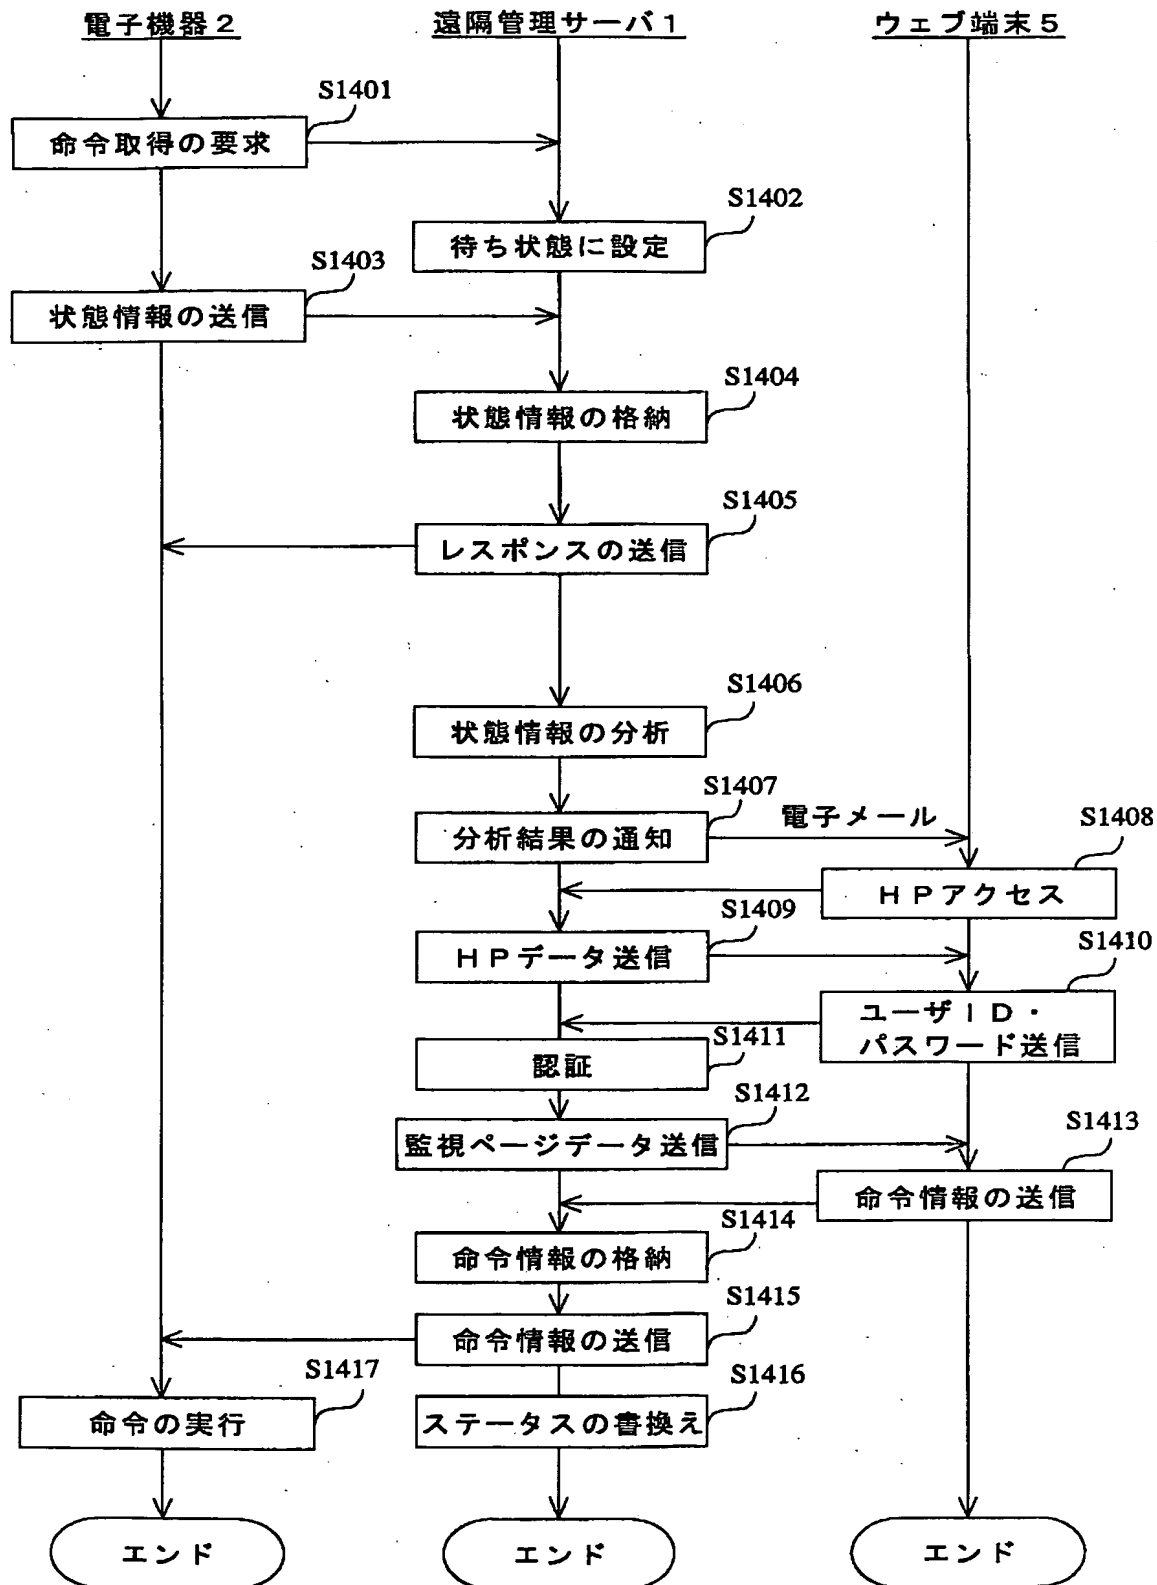 電子機器2
遠隔管理サーバ1
ウェブ端末5
S1401
命令取得の要求
S1402
待ち状態に設定
S1403
状態情報の送信
S1404
状態情報の格納
S1405
レスポンスの送信
S1406
状態情報の分析
S1407
分析結果の通知
電子メール
S1408
HPアクセス
S1409
HPデータ送信
S1410
ユーザID・
パスワード送信
S1411
認証
S1412
監視ページデータ送信
S1413
命令情報の送信
S1414
命令情報の格納
S1415
命令情報の送信
S1416
ステータスの書換え
S1417
命令の実行
エンド
エンド
エンド